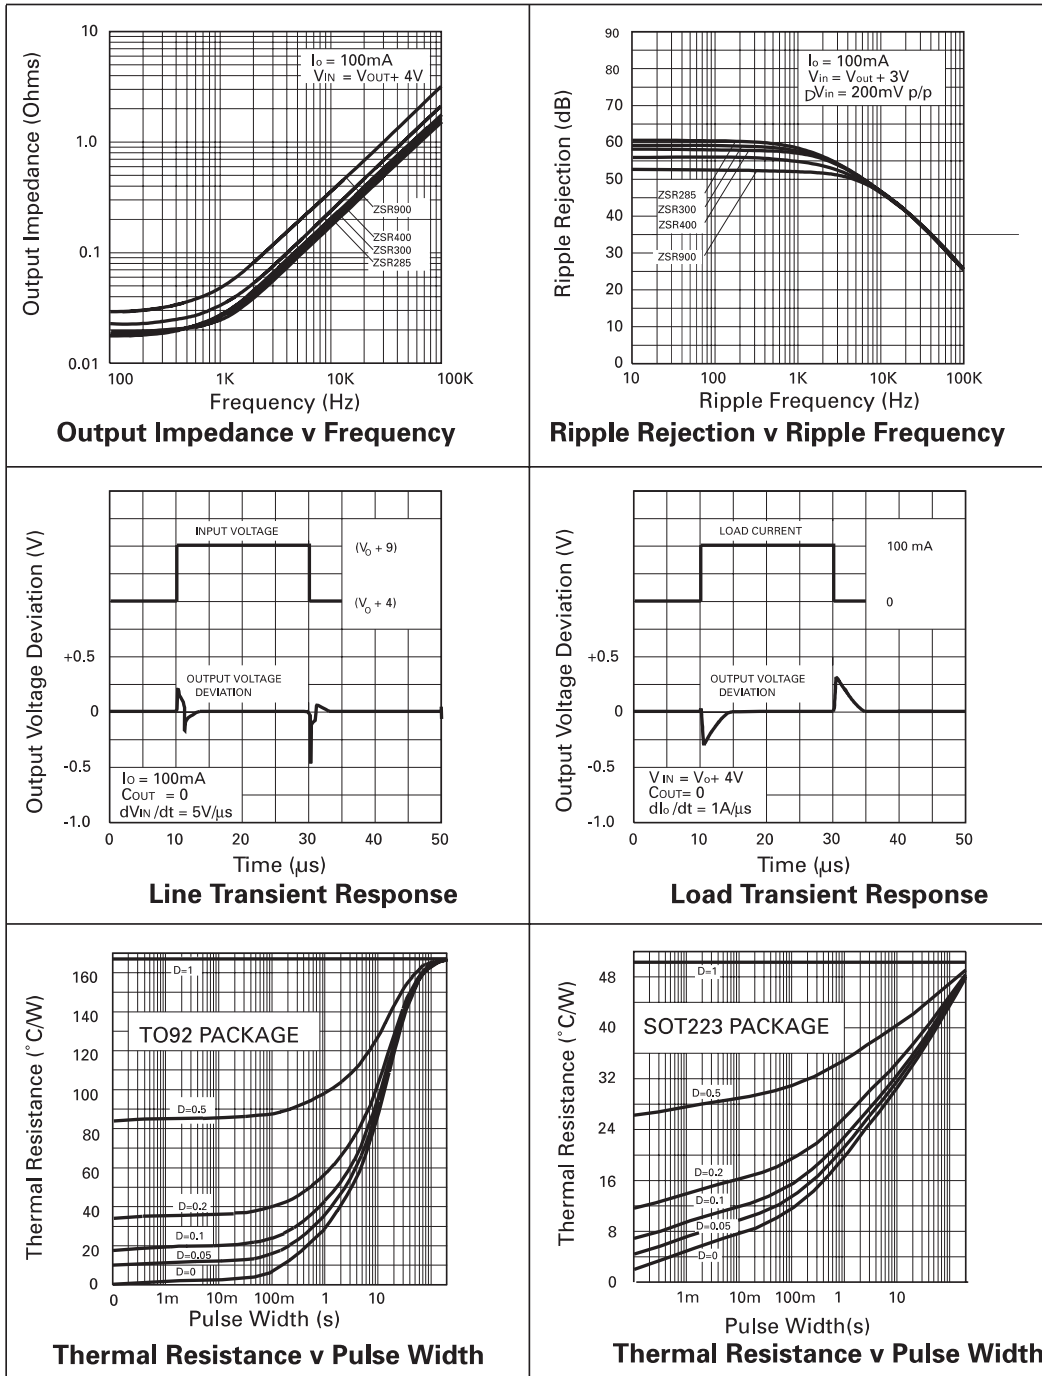 10
1.0
0.1
0.01
Output Impedance (Ohms)
Io = 100mA
VIN = VOUT+ 4V
ZSR900
ZSR400
ZSR300
ZSR285
100
1K
10K
100K
Frequency (Hz)
Output Impedance v Frequency
90
80
70
60
50
40
30
20
10
0
Ripple Rejection (dB)
Io = 100mA
Vin = Vout + 3V
DVin = 200mV p/p
ZSR285
ZSR300
ZSR400
ZSR900
10
100
1K
10K
100K
Ripple Frequency (Hz)
Ripple Rejection v Ripple Frequency
Output Voltage Deviation (V)
INPUT VOLTAGE
(VO + 9)
(VO + 4)
+0.5
0
-0.5
-1.0
OUTPUT VOLTAGE
DEVIATION
IO = 100mA
COUT = 0
dVIN/dt = 5V/µs
0
10
20
30
40
50
Time (µs)
Line Transient Response
Output Voltage Deviation (V)
LOAD CURRENT
100 mA
0
+0.5
0
-0.5
-1.0
OUTPUT VOLTAGE
DEVIATION
VIN = Vo+ 4V
COUT= 0
dIo/dt = 1A/µs
0
10
20
30
40
50
Time (µs)
Load Transient Response
Thermal Resistance (°C/W)
160
140
120
100
80
60
40
20
0
D=1
TO92 PACKAGE
D=0.5
D=0.2
D=0.1
D=0.05
D=0
0
1m
10m
100m
1
10
Pulse Width (s)
Thermal Resistance v Pulse Width
Thermal Resistance (°C/W)
48
40
32
24
16
8
0
D=1
SOT223 PACKAGE
D=0.5
D=0.2
D=0.1
D=0.05
D=0
1m
10m
100m
1
10
Pulse Width(s)
Thermal Resistance v Pulse Width